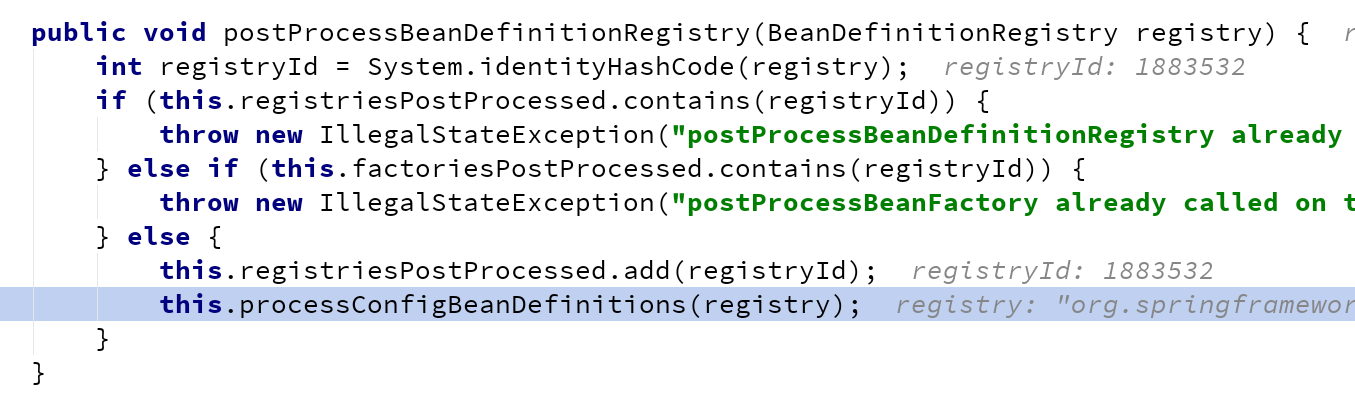 public void postProcessBeanDefinitionRegistry(BeanDefinitionRegistry registry) {
    int registryId = System.identityHashCode(registry);  registryId: 1883532
    if (this.registriesPostProcessed.contains(registryId)) {
        throw new IllegalStateException("postProcessBeanDefinitionRegistry already
    } else if (this.factoriesPostProcessed.contains(registryId)) {
        throw new IllegalStateException("postProcessBeanFactory already called on t
    } else {
        this.registriesPostProcessed.add(registryId);  registryId: 1883532
        this.processConfigBeanDefinitions(registry);  registry: "org.springframewor
    }
}